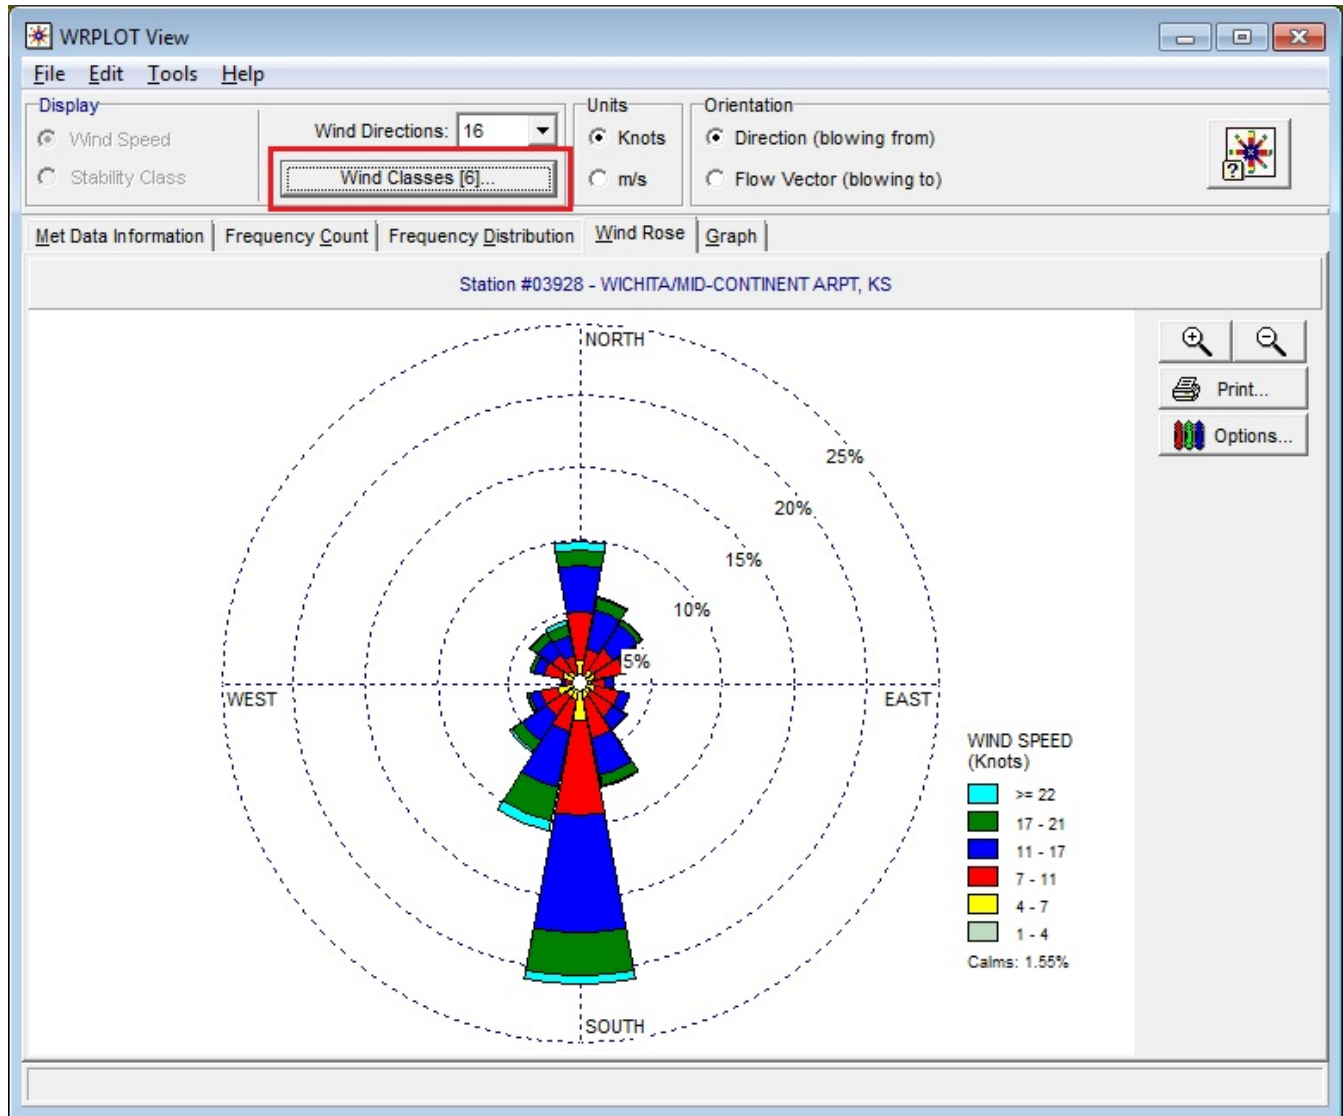 WRPLOT View
File Edit Tools Help
Display
Wind Speed
Stability Class
Wind Directions: 16
Wind Classes [6]...
Units
Knots
m/s
Orientation
Direction (blowing from)
Flow Vector (blowing to)
?
Met Data Information Frequency Count Frequency Distribution Wind Rose Graph
Station #03928 - WICHITA/MID-CONTINENT ARPT, KS
NORTH
25%
20%
15%
10%
5%
WEST
EAST
SOUTH
WIND SPEED
(Knots)
>= 22
17 - 21
11 - 17
7 - 11
4 - 7
1 - 4
Calms: 1.55%
Print...
Options...